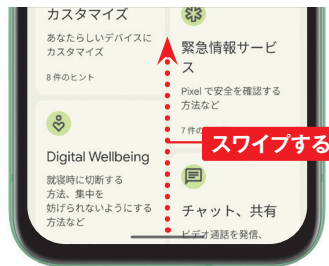 カスタマイズ
あたらしいデバイスに
カスタマイズ
8 件のヒント
緊急情報サービ
ス
Pixel で安全を確認する
方法など
7 件の
スワイプする
Digital Wellbeing
就寝時に切断する
方法、集中を
妨げられないようにする
方法など
チャット、共有
ビデオ通話を発信、